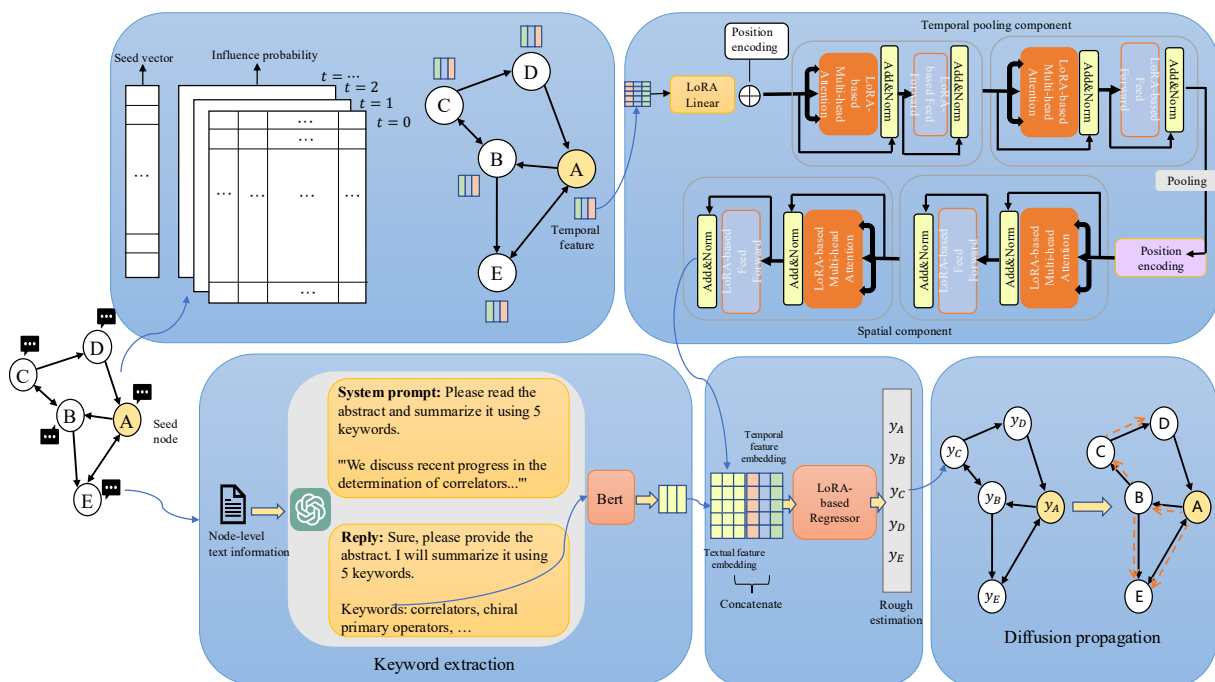 Seed vector
Influence probability
t = ...
t = 2
t = 1
t = 0
...
...
...
...
...
...
...
...
D
C
B
A
E
Temporal
feature
Temporal pooling component
Position
encoding
LoRA
Linear
LoRA-
based
Multi-head
Attention
Add&Norm
LoRA-
based Feed
Forward
Add&Norm
LoRA-based
Multi-head
Attention
Add&Norm
LoRA-based
Feed
Forward
Add&Norm
Pooling
Position
encoding
Add&Norm
LoRA-based
Feed
Forward
Add&Norm
LoRA-based
Multi-head
Attention
Add&Norm
LoRA-based
Feed
Forward
Add&Norm
LoRA-based
Multi-head
Attention
Spatial component
D
C
B
A
E
Seed
node
Node-level
text information
System prompt: Please read the
abstract and summarize it using 5
keywords.
'"We discuss recent progress in the
determination of correlators..."'
Reply: Sure, please provide the
abstract. I will summarize it using
5 keywords.
Keywords: correlators, chiral
primary operators, …
Bert
Keyword extraction
Temporal
feature
embedding
Textual feature
embedding
Concatenate
LoRA-
based
Regressor
y_A
y_B
y_C
y_D
y_E
Rough
estimation
y_D
y_C
y_B
y_A
y_E
D
C
B
A
E
Diffusion propagation